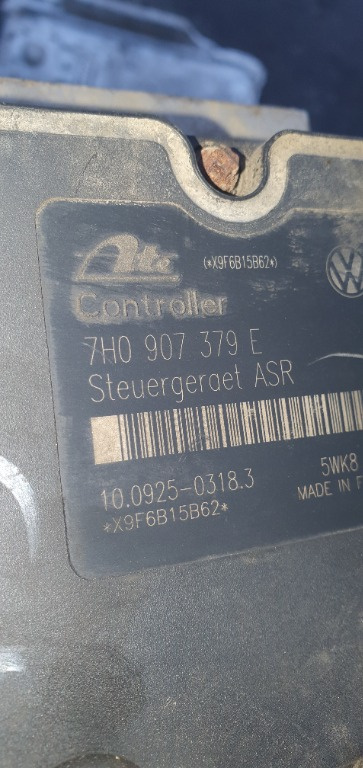 Ate
(*X9F6B15B62*)
Controller
7H0 907 379 E
Steuergeraet ASR
10.0925-0318.3
5WK8
*X9F6B15B62*
MADE IN